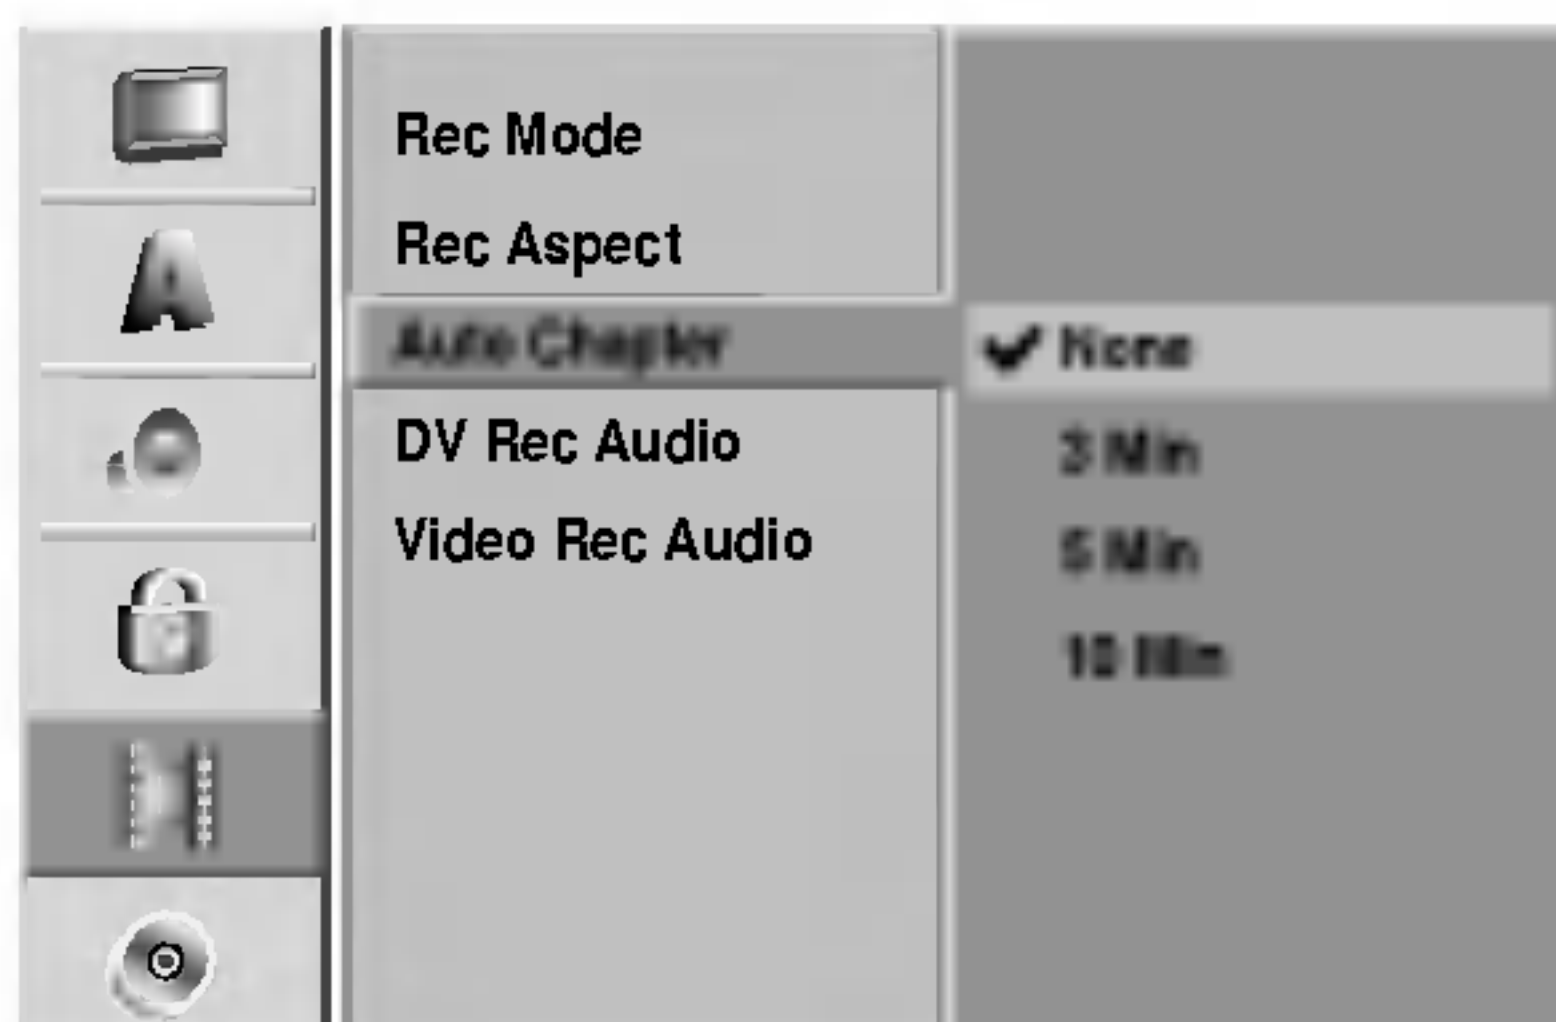 Rec Mode
Rec Aspect
Auto Chapter
DV Rec Audio
Video Rec Audio
None
3 Min
5 Min
10 Min